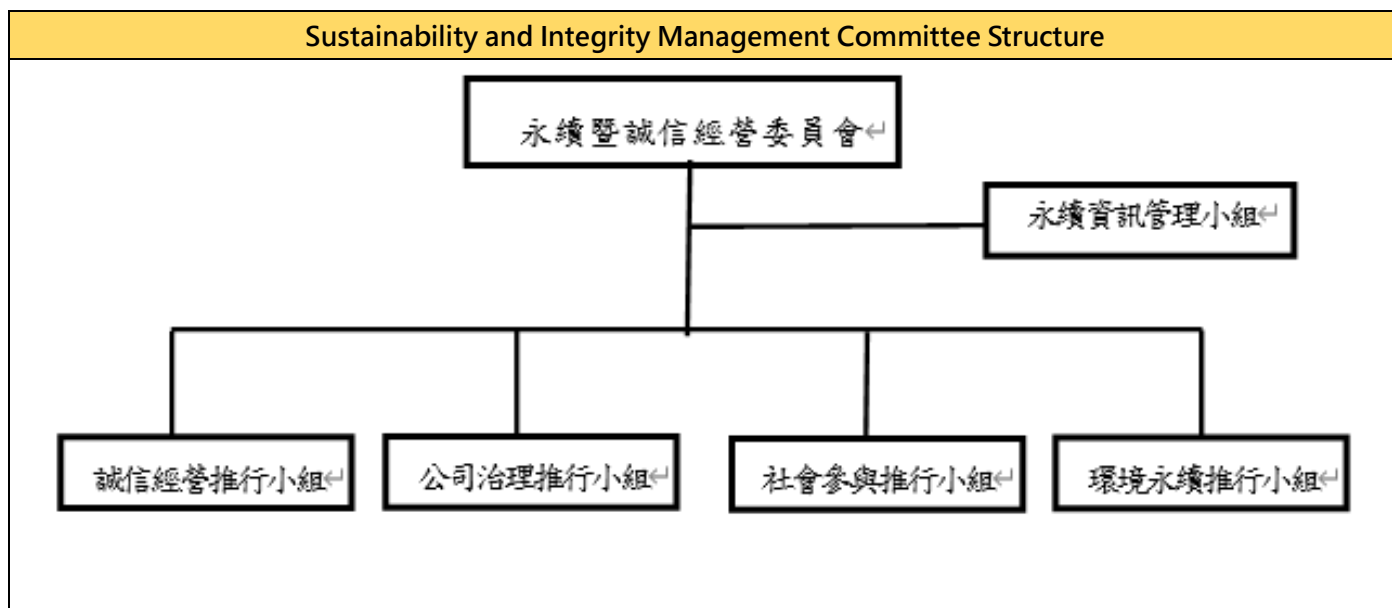 Sustainability and Integrity Management Committee Structure
永續暨誠信經營委員會↵
永續資訊管理小組↵
誠信經營推行小組↵
公司治理推行小組↵
社會參與推行小組↵
環境永續推行小組↵